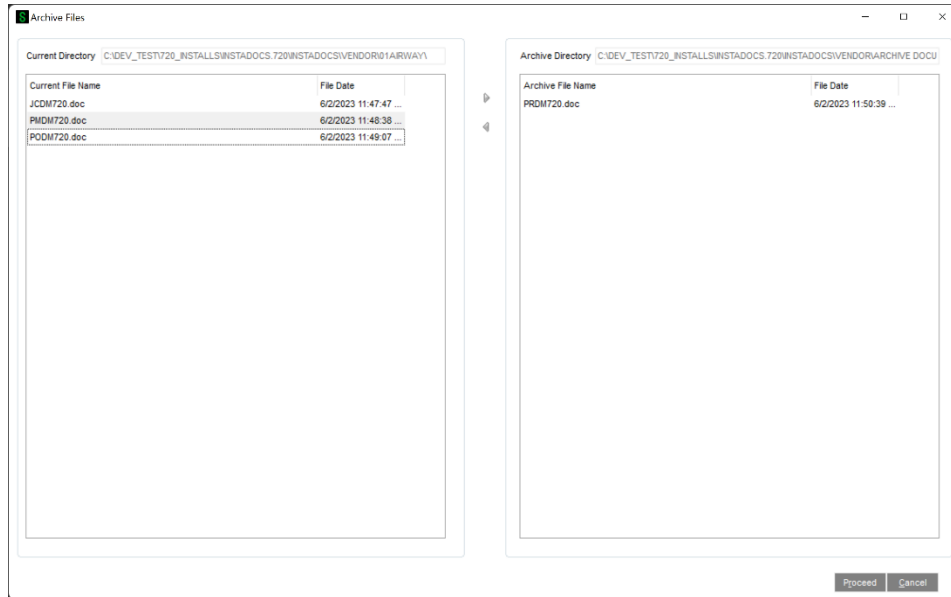 Archive Files
Current Directory C:\DEV_TEST\720_INSTALLS\INSTADOCS.720\INSTADOCS\VENDOR\01AIRWAY\
Current File Name File Date
JCDM720.doc 6/2/2023 11:47:47 ...
PMDM720.doc 6/2/2023 11:48:38 ...
PODM720.doc 6/2/2023 11:49:07 ...
Archive Directory C:\DEV_TEST\720_INSTALLS\INSTADOCS.720\INSTADOCS\VENDOR\ARCHIVE DOCU
Archive File Name File Date
PRDM720.doc 6/2/2023 11:50:39 ...
Proceed Cancel